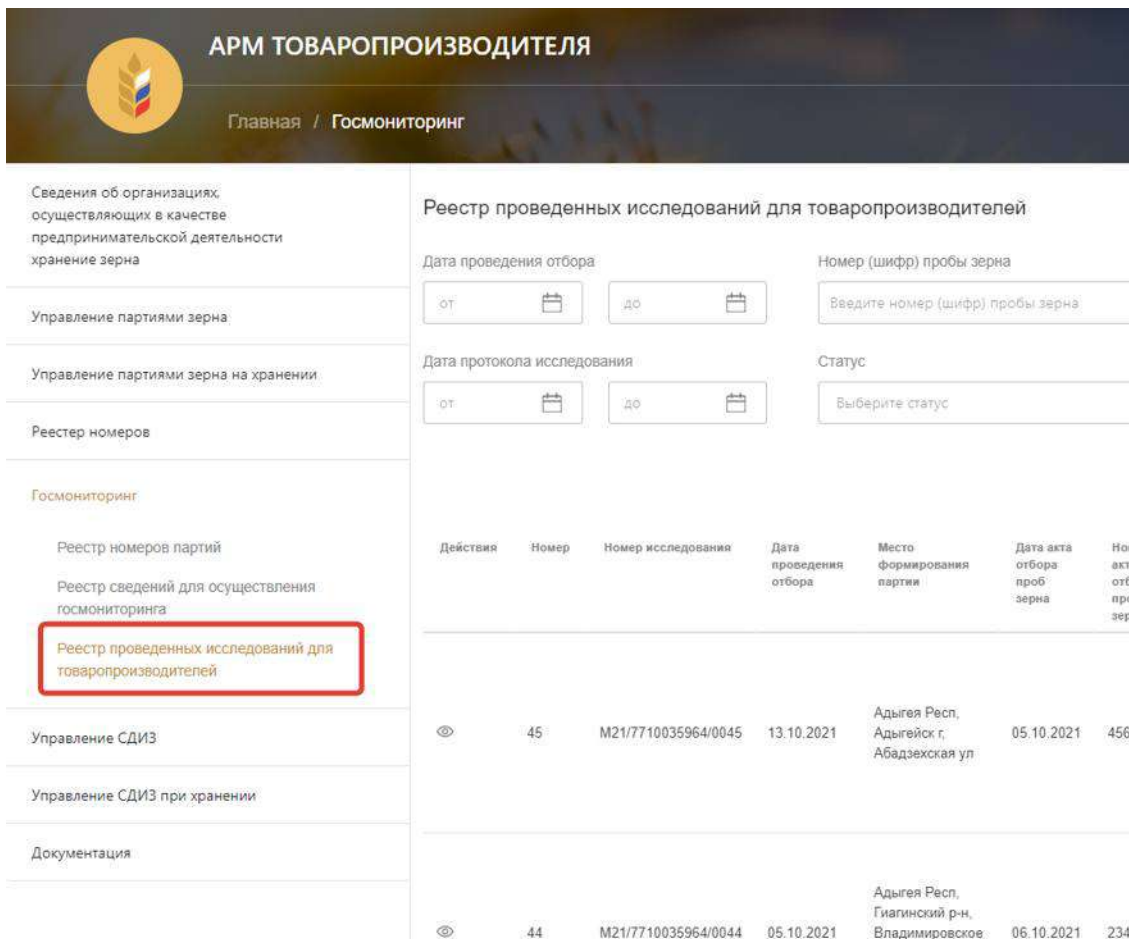 АРМ ТОВАРОПРОИЗВОДИТЕЛЯ
Главная / Госмониторинг
Сведения об организациях,
осуществляющих в качестве
предпринимательской деятельности
хранение зерна
Управление партиями зерна
Управление партиями зерна на хранении
Реестер номеров
Госмониторинг
Реестр номеров партий
Реестр сведений для осуществления
госмониторинга
Реестр проведенных исследований для
товаропроизводителей
Управление СДИЗ
Управление СДИЗ при хранении
Документация
Реестр проведенных исследований для товаропроизводителей
Дата проведения отбора
Номер (шифр) пробы зерна
от
до
Введите номер (шифр) пробы зерна
Дата протокола исследования
Статус
от
до
Выберите статус
Действия
Номер
Номер исследования
Дата
проведения
отбора
Место
формирования
партии
Дата акта
отбора
проб
зерна
45
М21/7710035964/0045
13.10.2021
Адыгея Респ,
Адыгейск г,
Абадзехская ул
05.10.2021
456
44
М21/7710035964/0044
05.10.2021
Адыгея Респ,
Гиагинский р-н,
Владимировское
06.10.2021
234